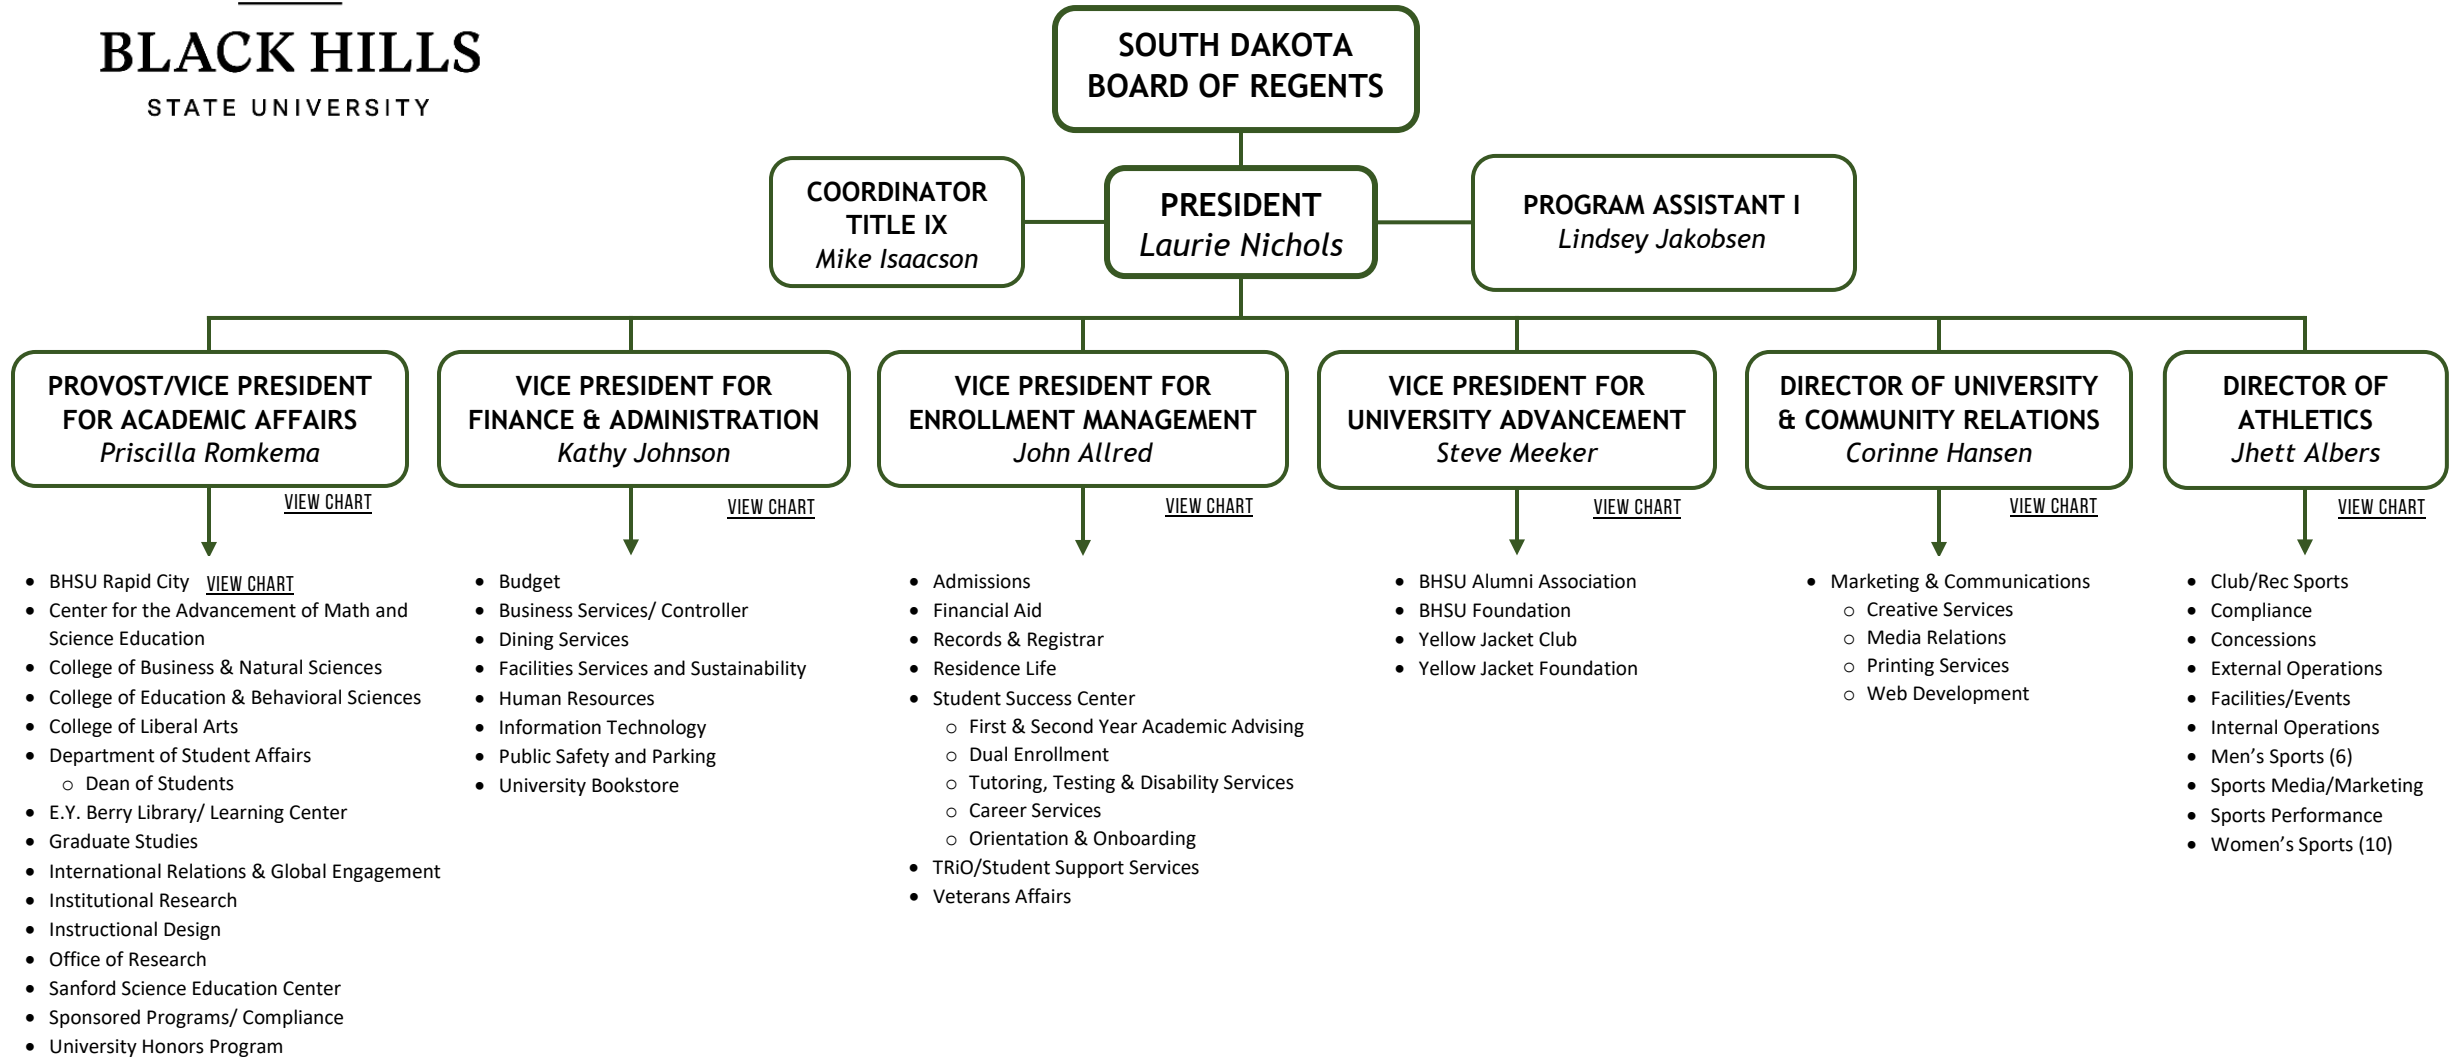 BLACK HILLS
STATE UNIVERSITY
SOUTH DAKOTA
BOARD OF REGENTS
COORDINATOR
TITLE IX
Mike Isaacson
PRESIDENT
Laurie Nichols
PROGRAM ASSISTANT I
Lindsey Jakobsen
PROVOST/VICE PRESIDENT
FOR ACADEMIC AFFAIRS
Priscilla Romkema
VIEW CHART
• BHSU Rapid City VIEW CHART
• Center for the Advancement of Math and
Science Education
• College of Business & Natural Sciences
• College of Education & Behavioral Sciences
• College of Liberal Arts
• Department of Student Affairs
o Dean of Students
• E.Y. Berry Library/ Learning Center
• Graduate Studies
• International Relations & Global Engagement
• Institutional Research
• Instructional Design
• Office of Research
• Sanford Science Education Center
• Sponsored Programs/ Compliance
• University Honors Program
VICE PRESIDENT FOR
FINANCE & ADMINISTRATION
Kathy Johnson
VIEW CHART
• Budget
• Business Services/ Controller
• Dining Services
• Facilities Services and Sustainability
• Human Resources
• Information Technology
• Public Safety and Parking
• University Bookstore
VICE PRESIDENT FOR
ENROLLMENT MANAGEMENT
John Allred
VIEW CHART
• Admissions
• Financial Aid
• Records & Registrar
• Residence Life
• Student Success Center
o First & Second Year Academic Advising
o Dual Enrollment
o Tutoring, Testing & Disability Services
o Career Services
o Orientation & Onboarding
• TRiO/Student Support Services
• Veterans Affairs
VICE PRESIDENT FOR
UNIVERSITY ADVANCEMENT
Steve Meeker
VIEW CHART
• BHSU Alumni Association
• BHSU Foundation
• Yellow Jacket Club
• Yellow Jacket Foundation
DIRECTOR OF UNIVERSITY
& COMMUNITY RELATIONS
Corinne Hansen
VIEW CHART
• Marketing & Communications
o Creative Services
o Media Relations
o Printing Services
o Web Development
DIRECTOR OF
ATHLETICS
Jhett Albers
VIEW CHART
• Club/Rec Sports
• Compliance
• Concessions
• External Operations
• Facilities/Events
• Internal Operations
• Men’s Sports (6)
• Sports Media/Marketing
• Sports Performance
• Women’s Sports (10)